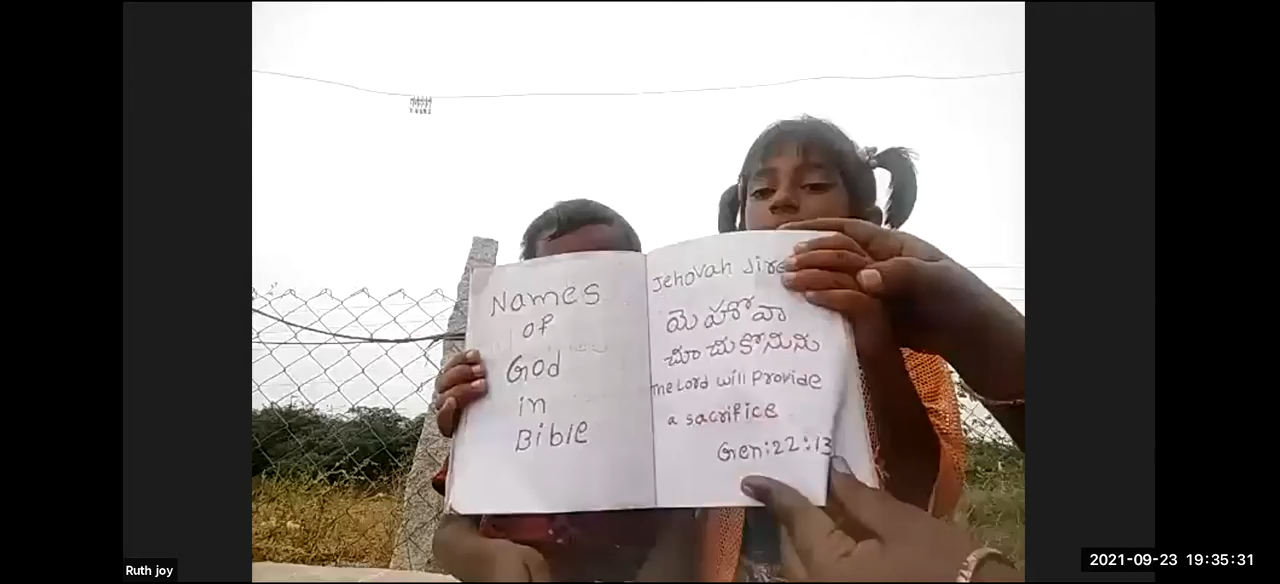 Names
of
God
in
Bible
Jehovah Jire
యెహోవా
చూచుకోనును
The Lord will Provide
a sacrifice
Gen:22:13
Ruth joy
2021-09-23 19:35:31